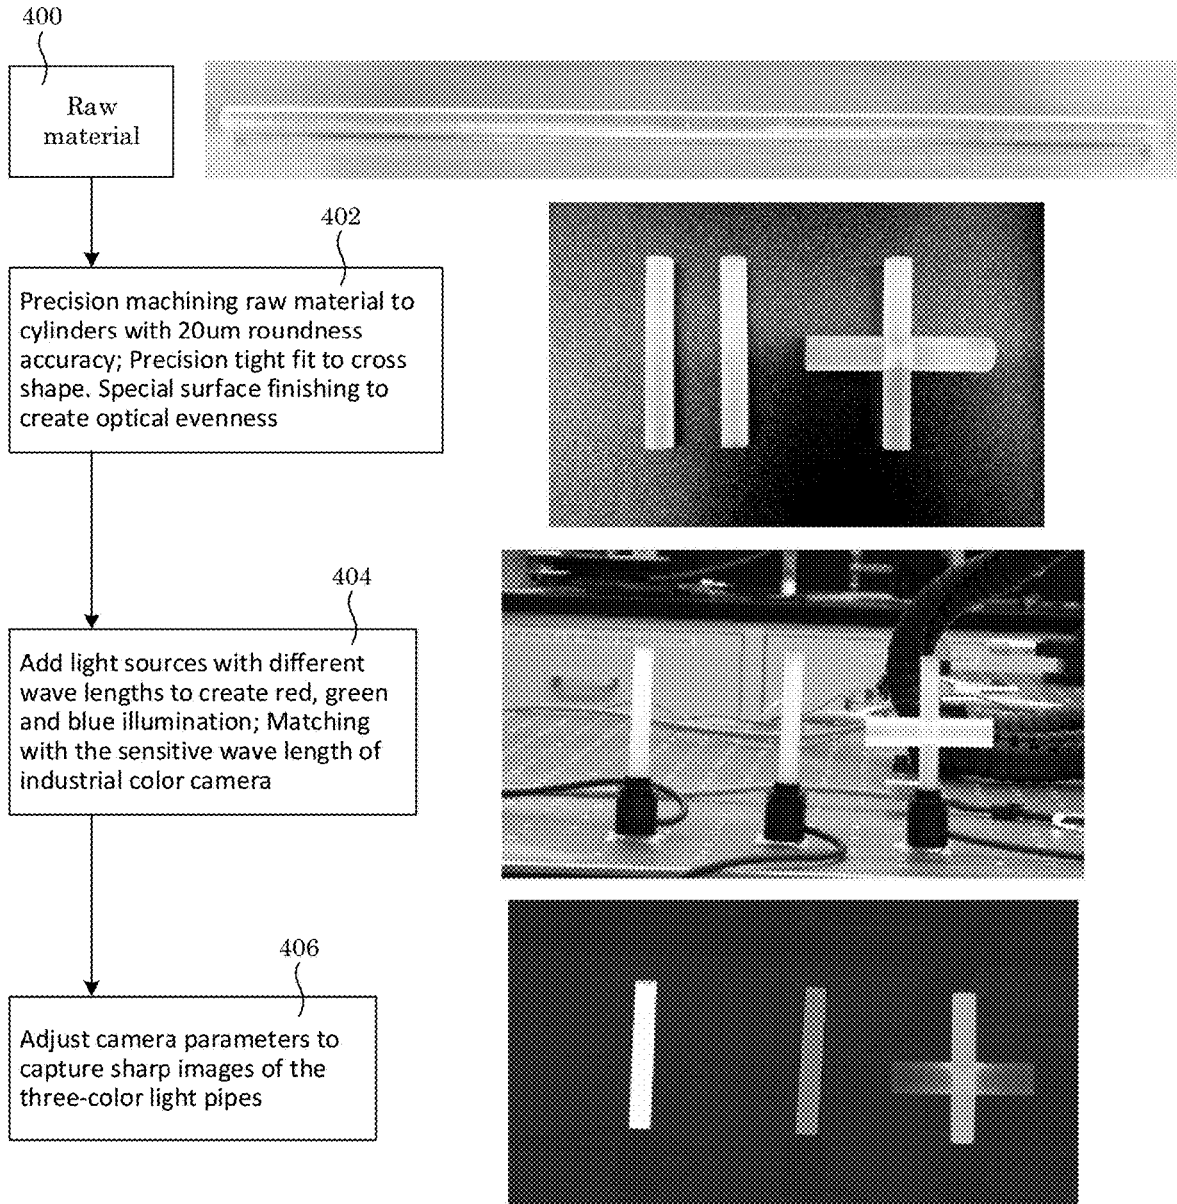 400
Raw
material
402
Precision machining raw material to
cylinders with 20um roundness
accuracy; Precision tight fit to cross
shape. Special surface finishing to
create optical evenness
404
Add light sources with different
wave lengths to create red, green
and blue illumination; Matching
with the sensitive wave length of
industrial color camera
406
Adjust camera parameters to
capture sharp images of the
three-color light pipes